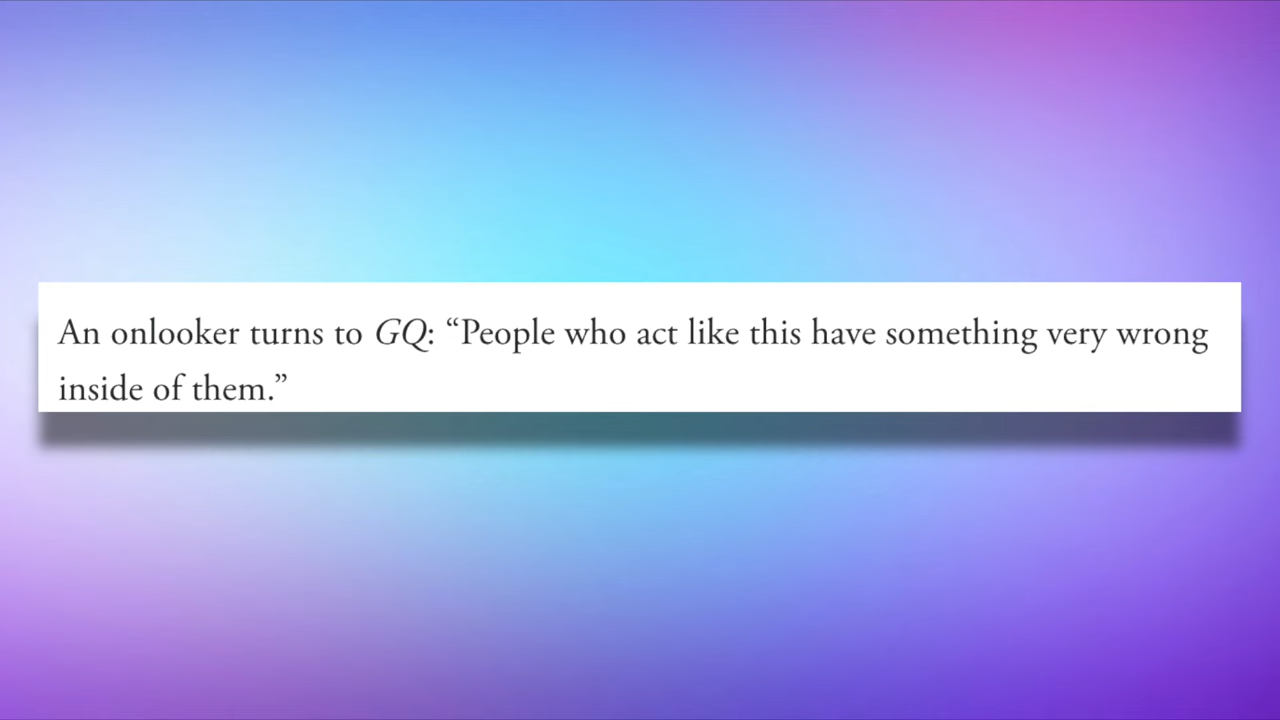 An onlooker turns to GQ: “People who act like this have something very wrong
inside of them.”